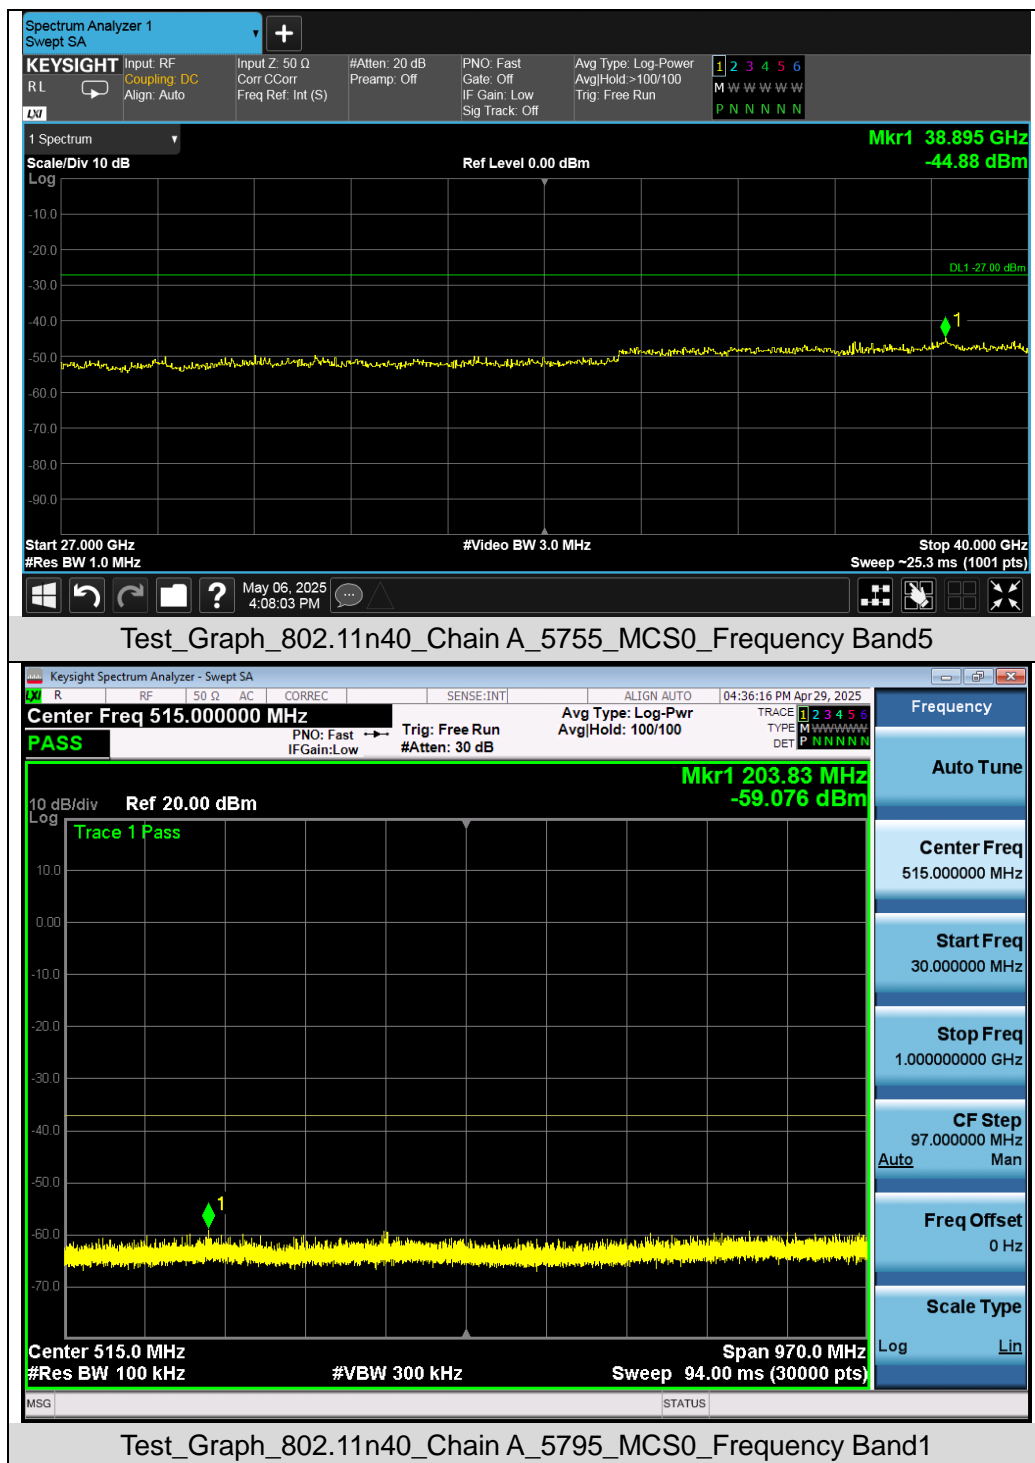 Spectrum Analyzer 1
Swept SA
KEYSIGHT
RL
LXI
Input: RF
Coupling: DC
Align: Auto
Input Z: 50 Ω
Corr CCorr
Freq Ref: Int (S)
#Atten: 20 dB
Preamp: Off
PNO: Fast
Gate: Off
IF Gain: Low
Sig Track: Off
Avg Type: Log-Power
Avg|Hold:>100/100
Trig: Free Run
1 2 3 4 5 6
M W W W W W
P N N N N N
1 Spectrum
Mkr1 38.895 GHz
Scale/Div 10 dB
Ref Level 0.00 dBm
-44.88 dBm
Log
-10.0
-20.0
DL1 -27.00 dBm
-30.0
-40.0
1
-50.0
-60.0
-70.0
-80.0
-90.0
Start 27.000 GHz
#Video BW 3.0 MHz
Stop 40.000 GHz
#Res BW 1.0 MHz
Sweep ~25.3 ms (1001 pts)
May 06, 2025
4:08:03 PM
Test_Graph_802.11n40_Chain A_5755_MCS0_Frequency Band5
Keysight Spectrum Analyzer - Swept SA
LXI R RF 50 Ω AC CORREC SENSE:INT ALIGN AUTO 04:36:16 PM Apr 29, 2025
Center Freq 515.000000 MHz
PASS
PNO: Fast
IFGain:Low
Trig: Free Run
#Atten: 30 dB
Avg Type: Log-Pwr
Avg|Hold: 100/100
TRACE 1 2 3 4 5 6
TYPE M W W W W W
DET P N N N N N
Mkr1 203.83 MHz
10 dB/div Ref 20.00 dBm
-59.076 dBm
Log
Trace 1 Pass
10.0
0.00
-10.0
-20.0
-30.0
-40.0
-50.0
1
-60.0
-70.0
Center 515.0 MHz
Span 970.0 MHz
#Res BW 100 kHz
#VBW 300 kHz
Sweep 94.00 ms (30000 pts)
MSG
STATUS
Frequency
Auto Tune
Center Freq
515.000000 MHz
Start Freq
30.000000 MHz
Stop Freq
1.000000000 GHz
CF Step
97.000000 MHz
Auto Man
Freq Offset
0 Hz
Scale Type
Log Lin
Test_Graph_802.11n40_Chain A_5795_MCS0_Frequency Band1